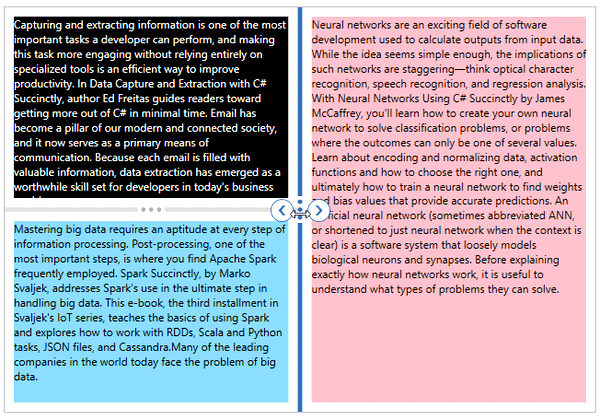 Capturing and extracting information is one of the most
important tasks a developer can perform, and making
this task more engaging without relying entirely on
specialized tools is an efficient way to improve
productivity. In Data Capture and Extraction with C#
Succinctly, author Ed Freitas guides readers toward
getting more out of C# in minimal time. Email has
become a pillar of our modern and connected society,
and it now serves as a primary means of
communication. Because each email is filled with
valuable information, data extraction has emerged as a
worthwhile skill set for developers in today's business
Mastering big data requires an aptitude at every step of
information processing. Post-processing, one of the
most important steps, is where you find Apache Spark
frequently employed. Spark Succinctly, by Marko
Svaljek, addresses Spark's use in the ultimate step in
handling big data. This e-book, the third installment in
Svaljek's IoT series, teaches the basics of using Spark
and explores how to work with RDDs, Scala and Python
tasks, JSON files, and Cassandra.Many of the leading
companies in the world today face the problem of big
data.
Neural networks are an exciting field of software
development used to calculate outputs from input data.
While the idea seems simple enough, the implications of
such networks are staggering—think optical character
recognition, speech recognition, and regression analysis.
With Neural Networks Using C# Succinctly by James
McCaffrey, you'll learn how to create your own neural
network to solve classification problems, or problems
where the outcomes can only be one of several values.
Learn about encoding and normalizing data, activation
functions and how to choose the right one, and
ultimately how to train a neural network to find weights
bias values that provide accurate predictions. An
neural network (sometimes abbreviated ANN,
or shortened to just neural network when the context is
clear) is a software system that loosely models
biological neurons and synapses. Before explaining
exactly how neural networks work, it is useful to
understand what types of problems they can solve.